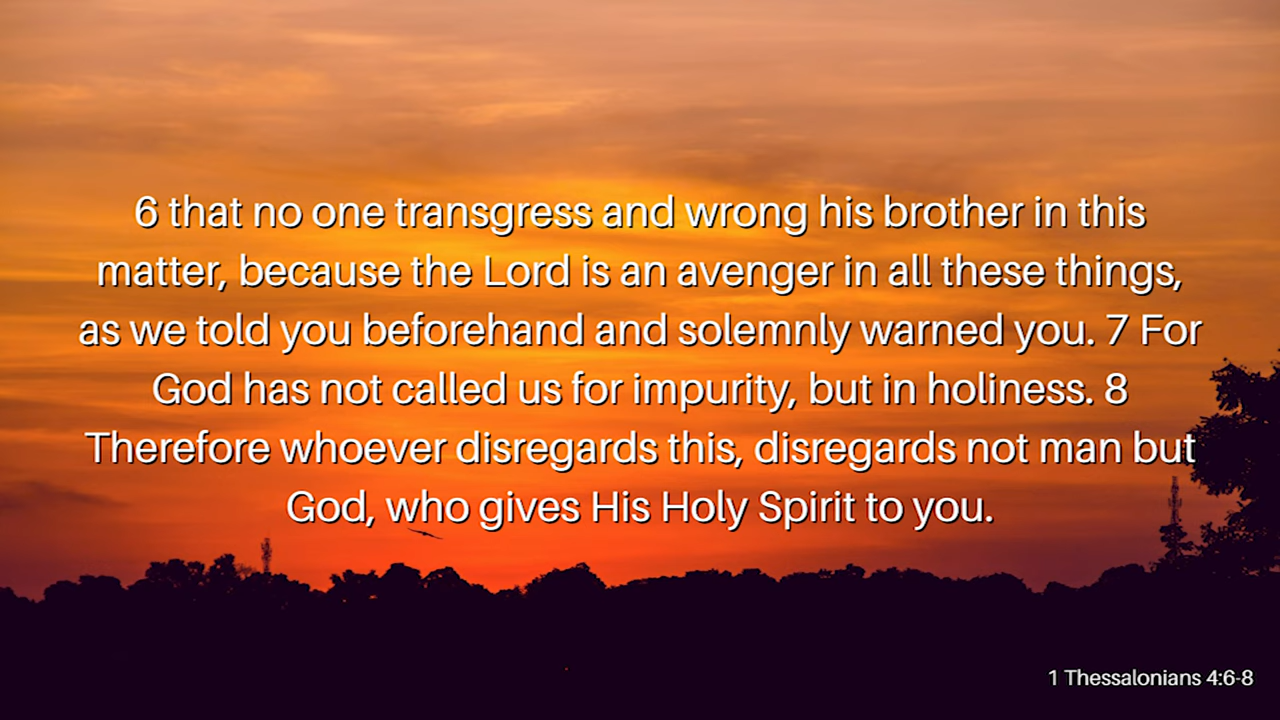 6 that no one transgress and wrong his brother in this
matter, because the Lord is an avenger in all these things,
as we told you beforehand and solemnly warned you. 7 For
God has not called us for impurity, but in holiness. 8
Therefore whoever disregards this, disregards not man but
God, who gives His Holy Spirit to you.
1 Thessalonians 4:6-8